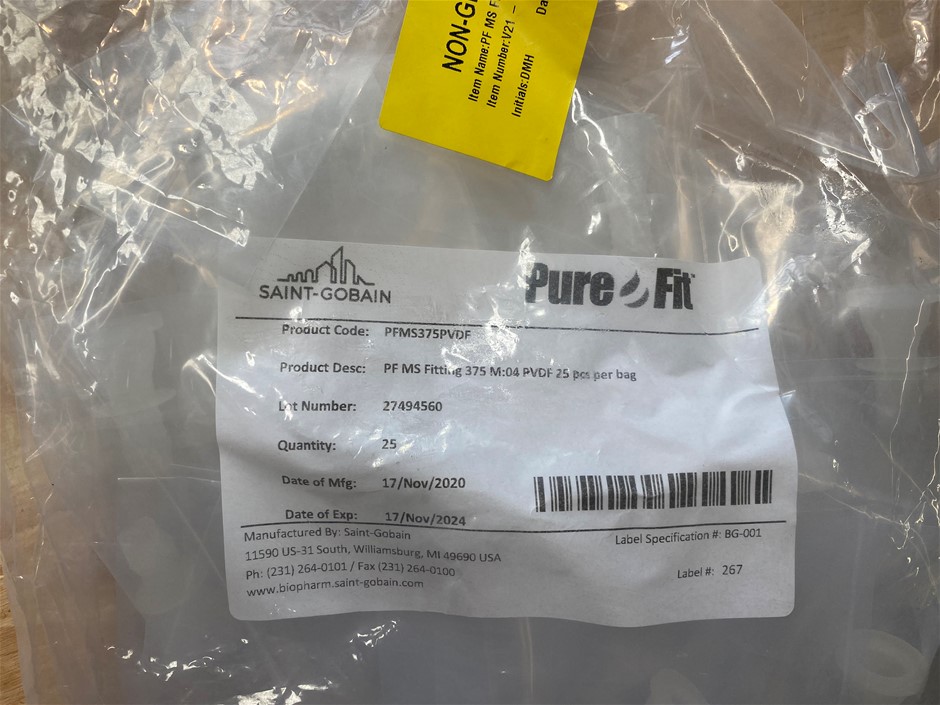 NON-G
Item Name:PF MS F
Item Number:V21 –
Initials:DMH
Da
SAINT-GOBAIN
Pure Fit™
Product Code: PFMS375PVDF
Product Desc: PF MS Fitting 375 M:04 PVDF 25 pcs per bag
Lot Number: 27494560
Quantity: 25
Date of Mfg: 17/Nov/2020
Date of Exp: 17/Nov/2024
Manufactured By: Saint-Gobain
11590 US-31 South, Williamsburg, MI 49690 USA
Ph: (231) 264-0101 / Fax (231) 264-0100
www.biopharm.saint-gobain.com
Label Specification #: BG-001
Label #: 267